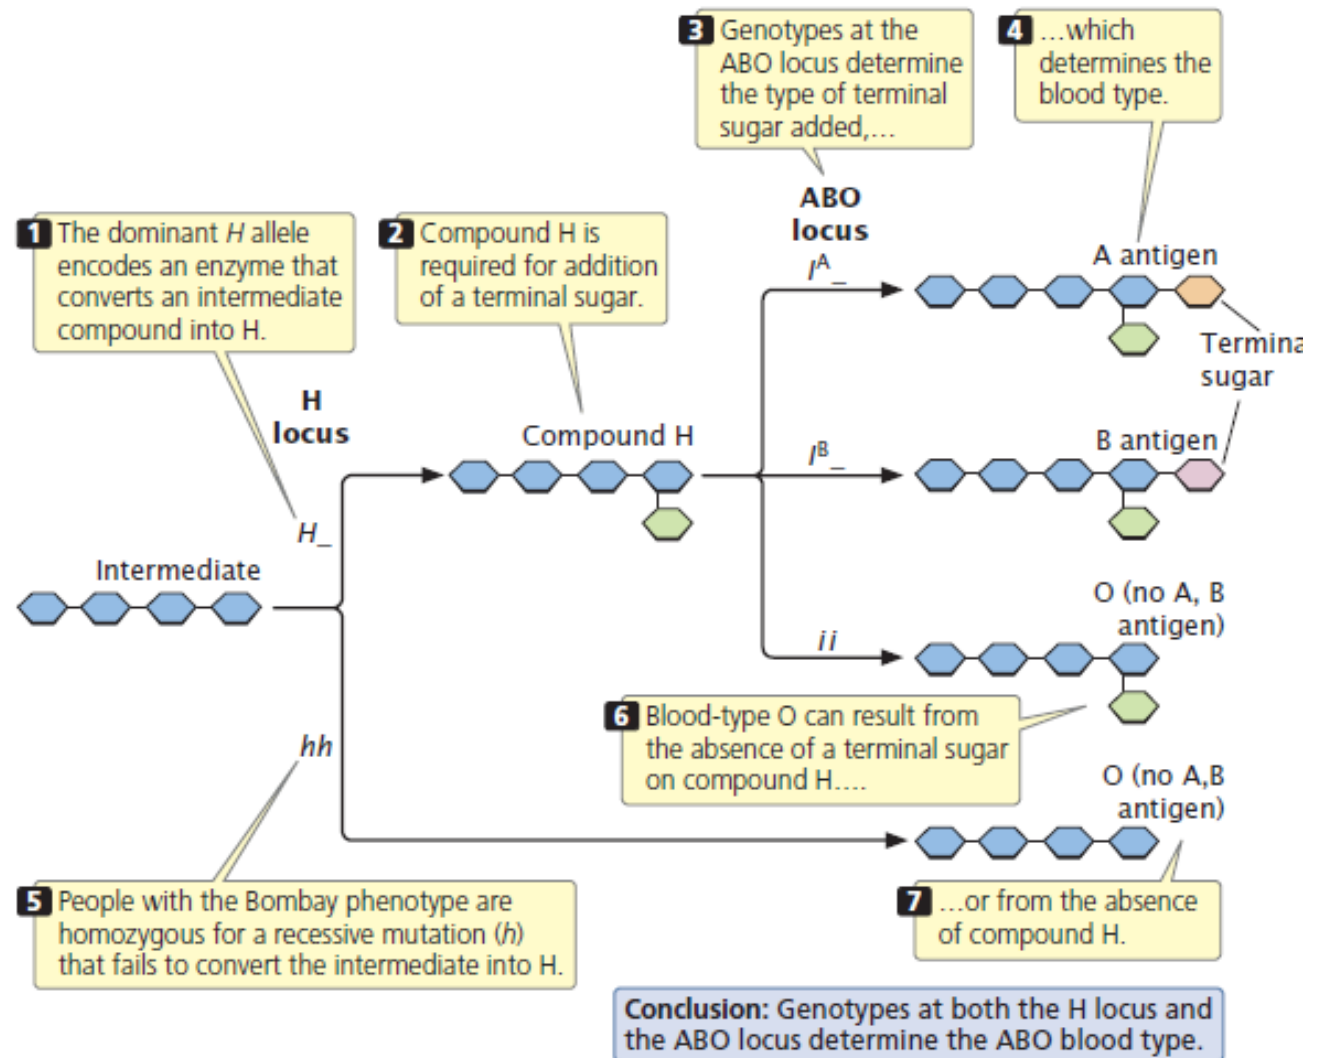 1 The dominant H allele
encodes an enzyme that
converts an intermediate
compound into H.
2 Compound H is
required for addition
of a terminal sugar.
3 Genotypes at the
ABO locus determine
the type of terminal
sugar added,...
4 ...which
determines the
blood type.
ABO
locus
H
locus
Intermediate
H_
hh
Compound H
I^A_
I^B_
ii
A antigen
Termina
sugar
B antigen
O (no A, B
antigen)
6 Blood-type O can result from
the absence of a terminal sugar
on compound H....
O (no A,B
antigen)
5 People with the Bombay phenotype are
homozygous for a recessive mutation (h)
that fails to convert the intermediate into H.
7 ...or from the absence
of compound H.
Conclusion: Genotypes at both the H locus and
the ABO locus determine the ABO blood type.